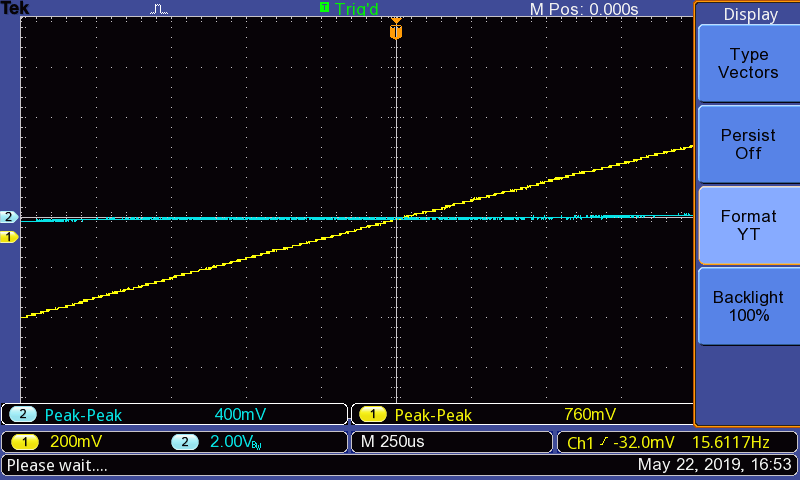 Tek
T Trig'd
M Pos: 0.000s
Display
Type
Vectors
Persist
Off
Format
YT
Backlight
100%
T
2
1
2 Peak-Peak 400mV
1 Peak-Peak 760mV
1 200mV 2 2.00VBW
M 250us
Ch1 -32.0mV 15.6117Hz
Please wait....
May 22, 2019, 16:53